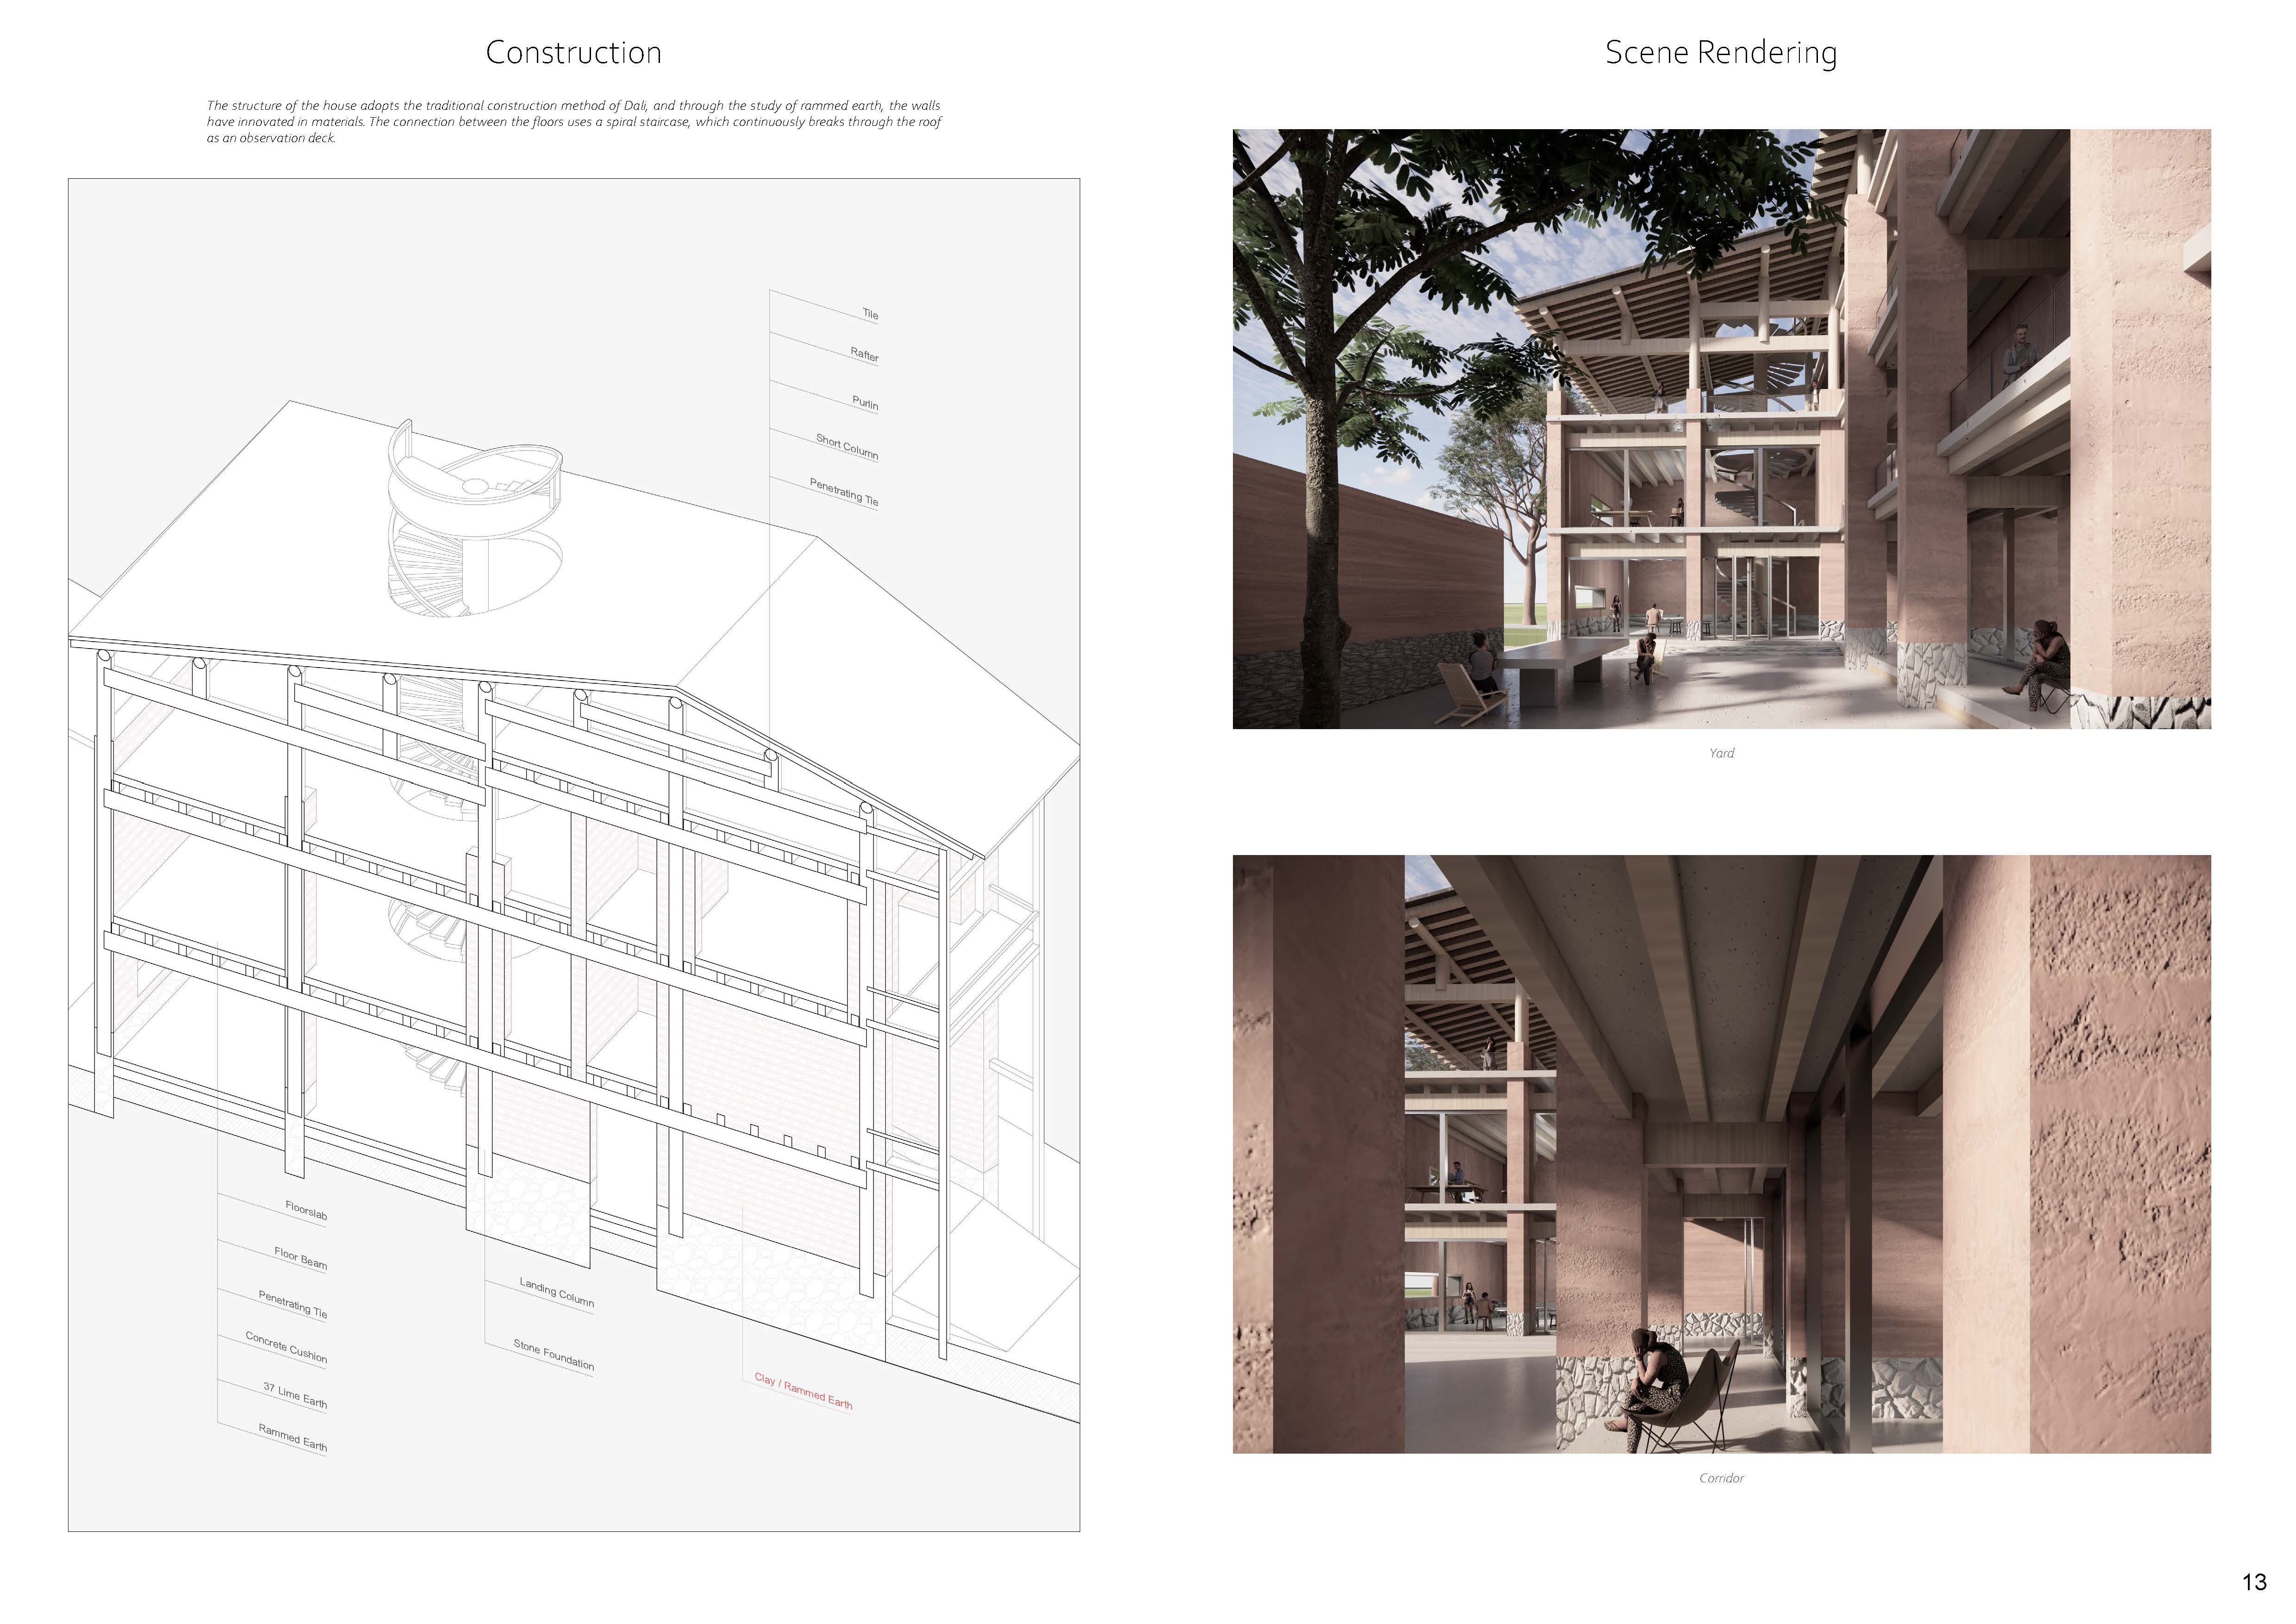 Construction
The structure of the house adopts the traditional construction method of Dali, and through the study of rammed earth, the walls
have innovated in materials. The connection between the floors uses a spiral staircase, which continuously breaks through the roof
as an observation deck.
Tile
Rafter
Purlin
Short Column
Penetrating Tie
Floorslab
Floor Beam
Penetrating Tie
Concrete Cushion
37 Lime Earth
Rammed Earth
Landing Column
Stone Foundation
Clay / Rammed Earth
Scene Rendering
Yard
Corridor
13